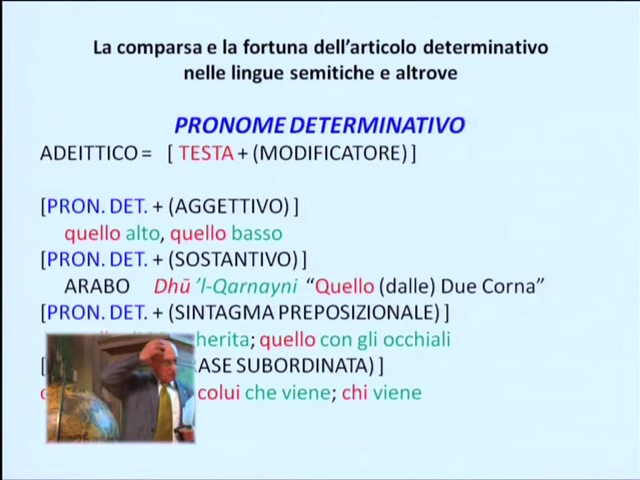 La comparsa e la fortuna dell'articolo determinativo
nelle lingue semitiche e altrove
PRONOME DETERMINATIVO
ADEITTICO = [ TESTA + (MODIFICATORE) ]
[PRON. DET. + (AGGETTIVO) ]
quello alto, quello basso
[PRON. DET. + (SOSTANTIVO) ]
ARABO Dhū 'l-Qarnayni “Quello (dalle) Due Corna”
[PRON. DET. + (SINTAGMA PREPOSIZIONALE) ]
herita; quello con gli occhiali
[ ASE SUBORDINATA) ]
colui che viene; chi viene